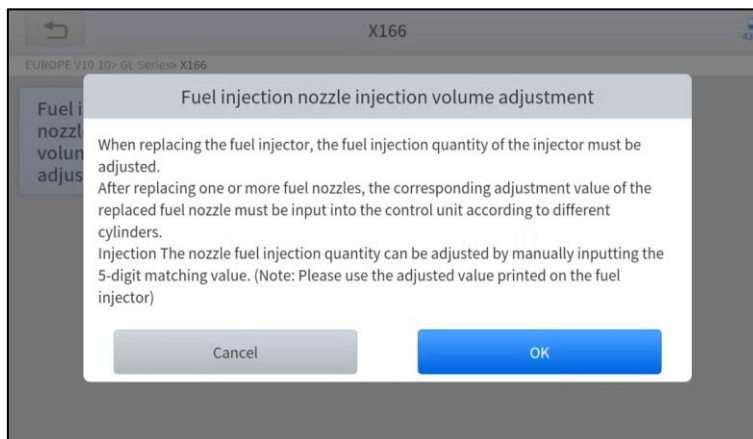 X166
43
EUROPE V10.10> GL Series> X166
Fuel i
nozzl
volun
adjus
Fuel injection nozzle injection volume adjustment
When replacing the fuel injector, the fuel injection quantity of the injector must be
adjusted.
After replacing one or more fuel nozzles, the corresponding adjustment value of the
replaced fuel nozzle must be input into the control unit according to different
cylinders.
Injection The nozzle fuel injection quantity can be adjusted by manually inputting the
5-digit matching value. (Note: Please use the adjusted value printed on the fuel
injector)
Cancel
OK